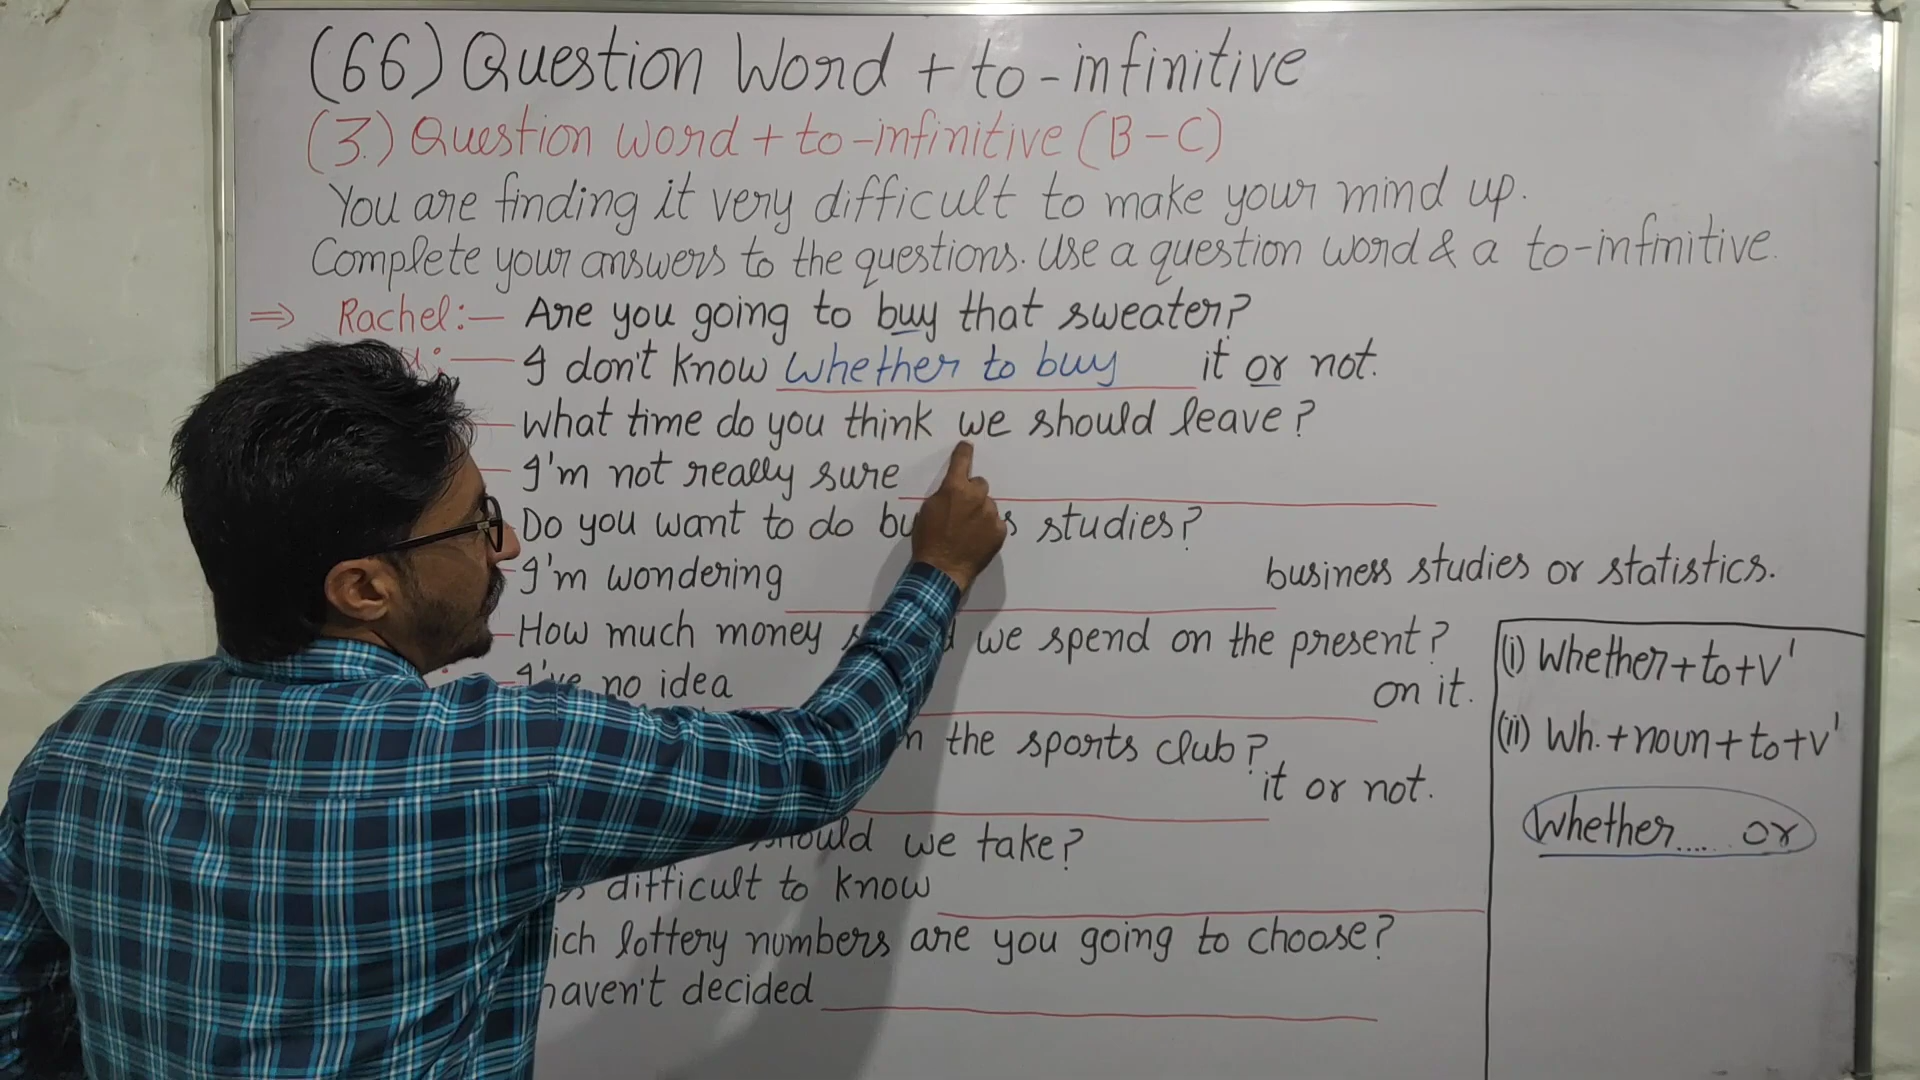 (66) Question Word + to-infinitive
(3.) Question word + to-infinitive (B-C)
You are finding it very difficult to make your mind up.
Complete your answers to the questions. Use a question word & a to-infinitive.
⇒ Rachel:— Are you going to buy that sweater?
:— I don't know whether to buy it or not.
— What time do you think we should leave?
— I'm not really sure
Do you want to do studies?
— I'm wondering business studies or statistics.
— How much money we spend on the present?
— I've no idea on it.
the sports club?
it or not.
should we take?
difficult to know
lottery numbers are you going to choose?
haven't decided
(i) Whether+to+V¹
(ii) Wh.+noun+to+V¹
Whether..... or